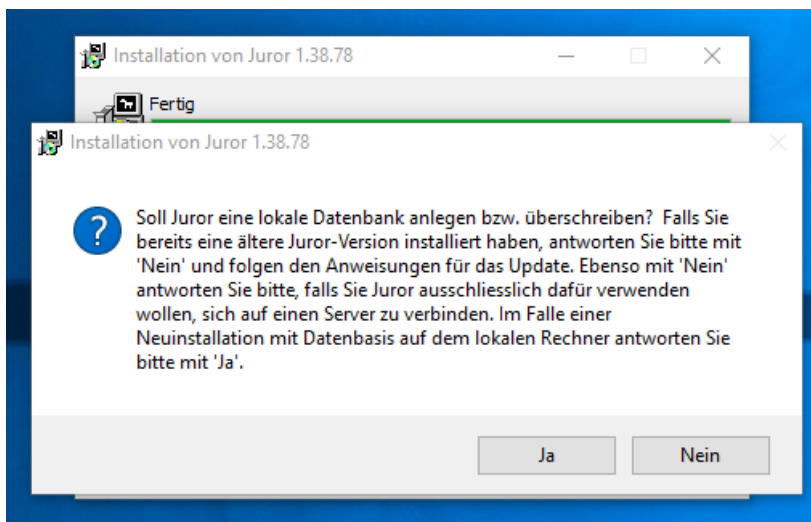 Installation von Juror 1.38.78
Fertig
Installation von Juror 1.38.78
Soll Juror eine lokale Datenbank anlegen bzw. überschreiben?  Falls Sie
bereits eine ältere Juror-Version installiert haben, antworten Sie bitte mit
'Nein' und folgen den Anweisungen für das Update. Ebenso mit 'Nein'
antworten Sie bitte, falls Sie Juror ausschliesslich dafür verwenden
wollen, sich auf einen Server zu verbinden. Im Falle einer
Neuinstallation mit Datenbasis auf dem lokalen Rechner antworten Sie
bitte mit 'Ja'.
Ja
Nein